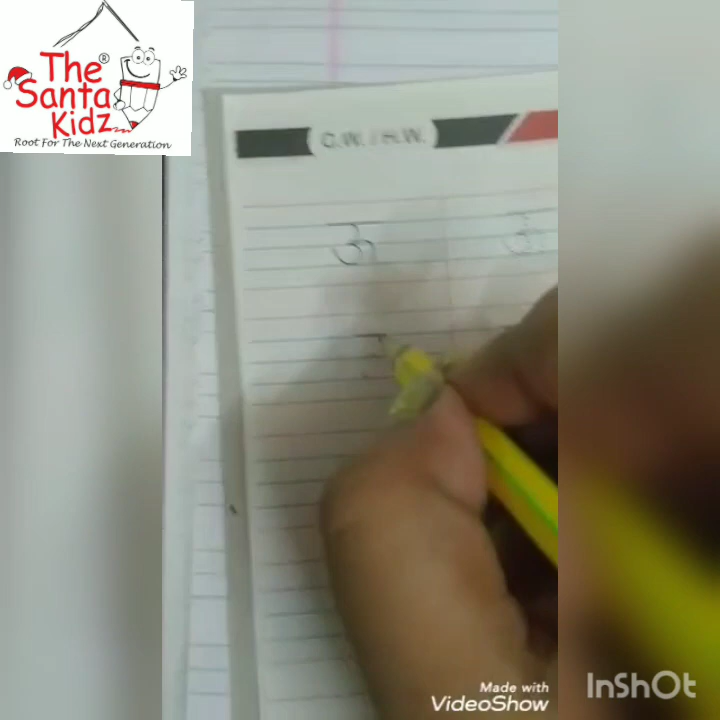 The ®
Santa
Kidz
Root For The Next Generation
C.W. / H.W.
ऊ
Made with
VideoShow
InShOt